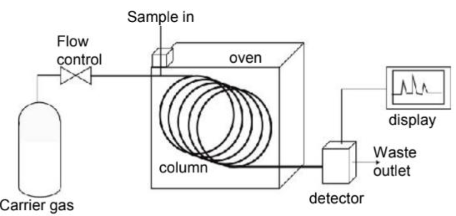 Sample in
Flow
control
oven
display
column
Waste
outlet
detector
Carrier gas